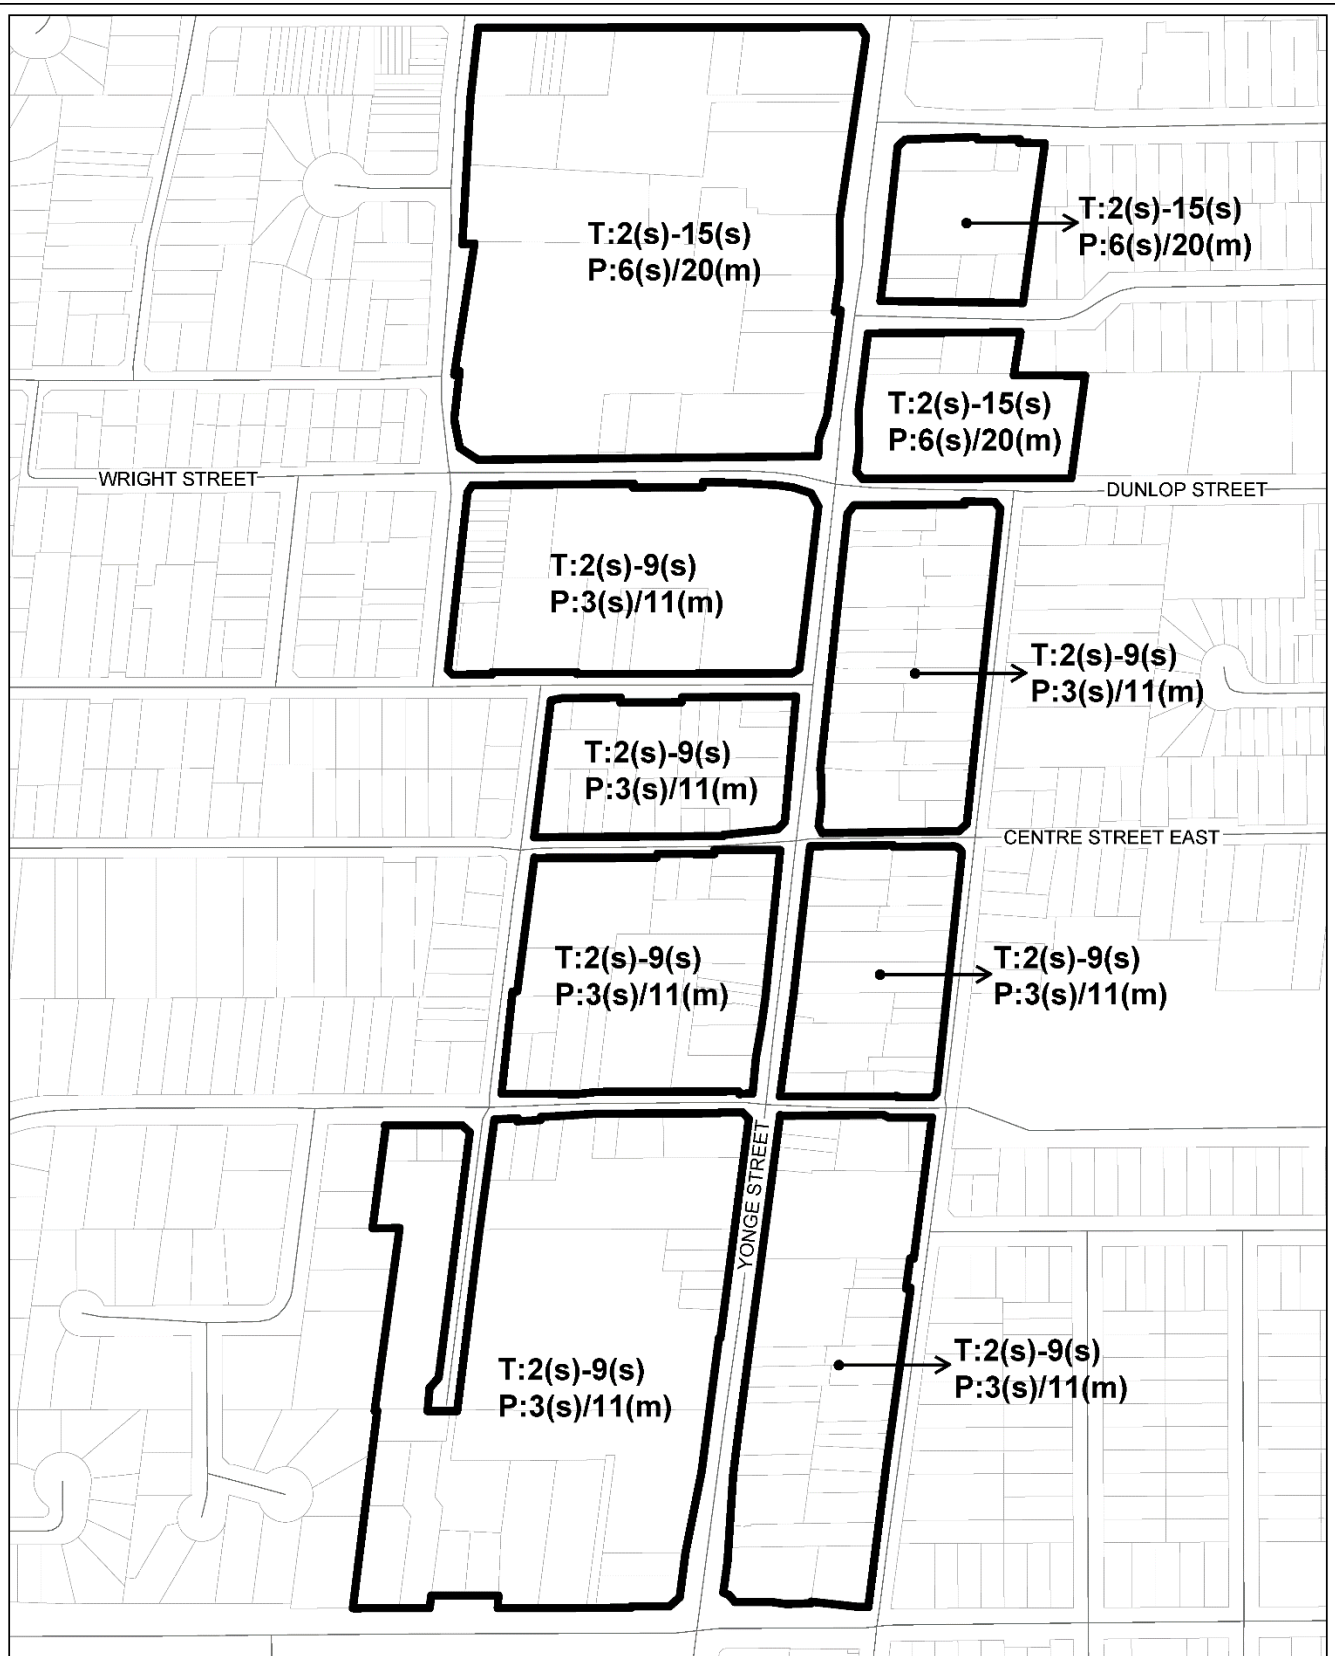 T:2(s)-15(s)
P:6(s)/20(m)
T:2(s)-15(s)
P:6(s)/20(m)
T:2(s)-15(s)
P:6(s)/20(m)
WRIGHT STREET
DUNLOP STREET
T:2(s)-9(s)
P:3(s)/11(m)
T:2(s)-9(s)
P:3(s)/11(m)
T:2(s)-9(s)
P:3(s)/11(m)
CENTRE STREET EAST
T:2(s)-9(s)
P:3(s)/11(m)
T:2(s)-9(s)
P:3(s)/11(m)
YONGE STREET
T:2(s)-9(s)
P:3(s)/11(m)
T:2(s)-9(s)
P:3(s)/11(m)